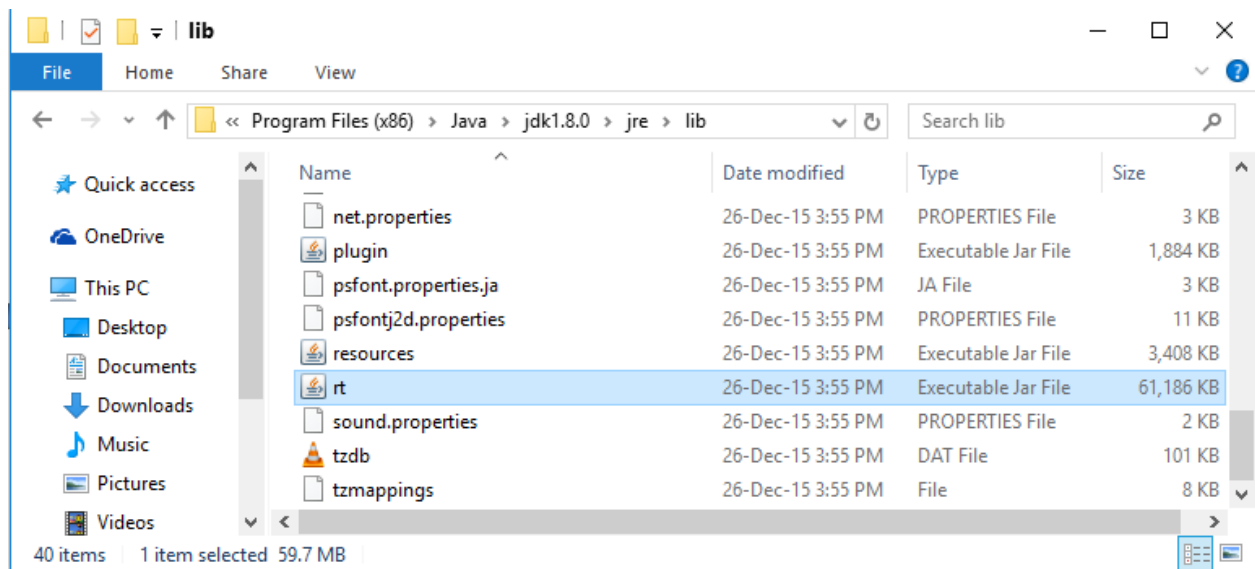 lib
File Home Share View
« Program Files (x86) > Java > jdk1.8.0 > jre > lib Search lib
Name Date modified Type Size
Quick access
OneDrive
This PC
Desktop
Documents
Downloads
Music
Pictures
Videos
net.properties 26-Dec-15 3:55 PM PROPERTIES File 3 KB
plugin 26-Dec-15 3:55 PM Executable Jar File 1,884 KB
psfont.properties.ja 26-Dec-15 3:55 PM JA File 3 KB
psfontj2d.properties 26-Dec-15 3:55 PM PROPERTIES File 11 KB
resources 26-Dec-15 3:55 PM Executable Jar File 3,408 KB
rt 26-Dec-15 3:55 PM Executable Jar File 61,186 KB
sound.properties 26-Dec-15 3:55 PM PROPERTIES File 2 KB
tzdb 26-Dec-15 3:55 PM DAT File 101 KB
tzmappings 26-Dec-15 3:55 PM File 8 KB
40 items 1 item selected 59.7 MB